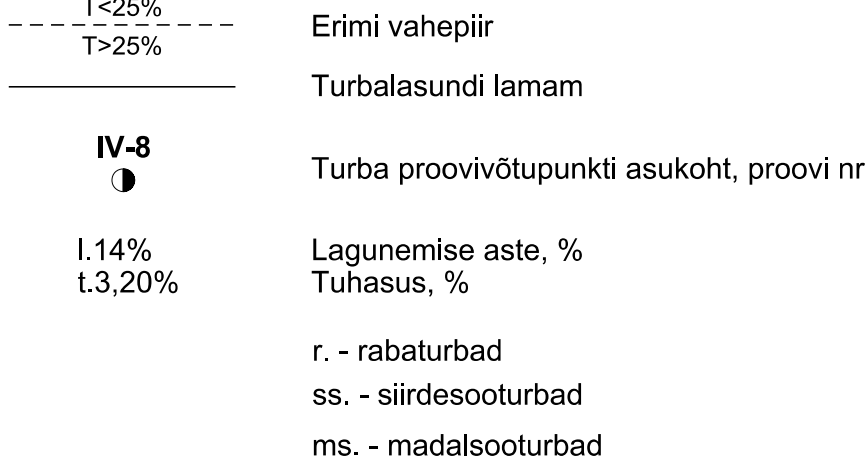 T<25%
Erimi vahepiir
T>25%
Turbalasundi lamam
IV-8
Turba proovivõtupunkti asukoht, proovi nr
l.14% Lagunemise aste, %
t.3,20% Tuhasus, %
r. - rabaturbad
ss. - siirdesooturbad
ms. - madalsooturbad